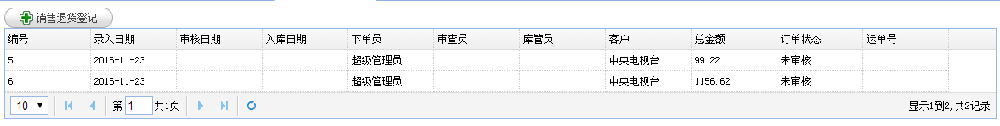 销售退货登记
编号 录入日期 审核日期 入库日期 下单员 审查员 库管员 客户 总金额 订单状态 运单号
5 2016-11-23 超级管理员 中央电视台 99.22 未审核
6 2016-11-23 超级管理员 中央电视台 1156.62 未审核
10 第 1 共1页 显示1到2,共2记录